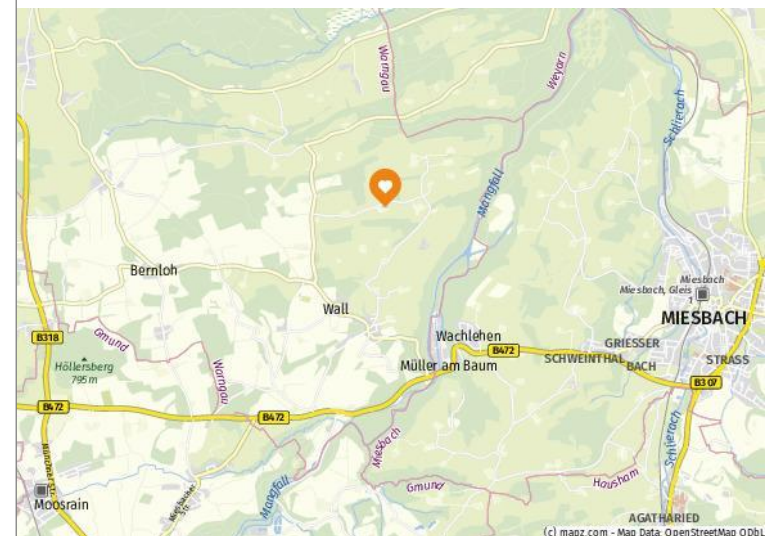 Warngau
Weyarn
Schlierach
Mangfall
Bernloh
Miesbach
Miesbach, Gleis
1
Wall
MIESBACH
B318
Gmund
Wachlehen
GRIESSER
Höllersberg
795 m
B472
SCHWEINTHAL
BACH
STRASS
Warngau
Müller am Baum
B307
B472
B472
Miesbach
Schlierach
Mangfall
Gmund
Hausham
Miesbacher
Str.
Moosrain
AGATHARIED
(c) mapz.com - Map Data: OpenStreetMap ODbL